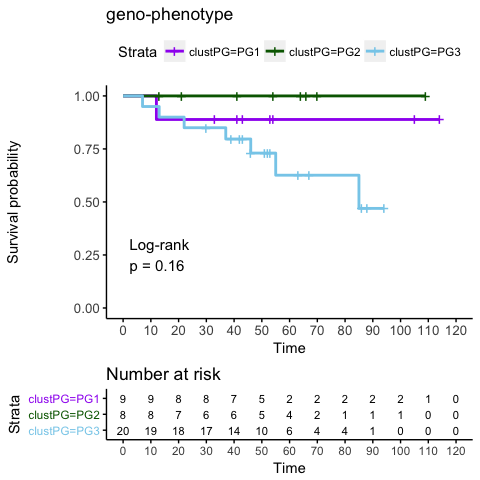 geno-phenotype
Strata clustPG=PG1 clustPG=PG2 clustPG=PG3
Survival probability
1.00
0.75
0.50
0.25
0.00
Log-rank
p = 0.16
0 10 20 30 40 50 60 70 80 90 100 110 120
Time
Number at risk
Strata
clustPG=PG1 9 9 8 8 7 5 2 2 2 2 2 1 0
clustPG=PG2 8 8 7 6 6 5 4 2 1 1 1 0 0
clustPG=PG3 20 19 18 17 14 10 6 4 4 1 0 0 0
0 10 20 30 40 50 60 70 80 90 100 110 120
Time